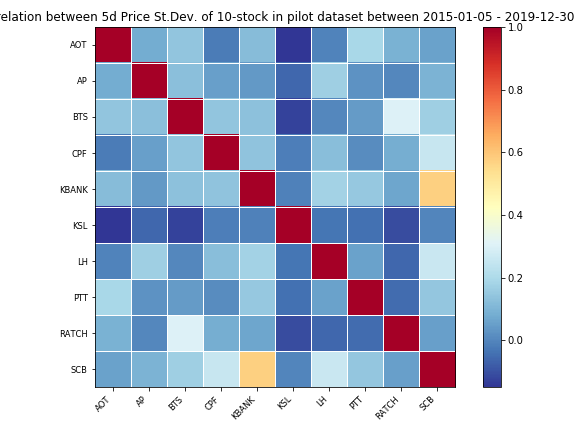 relation between 5d Price St.Dev. of 10-stock in pilot dataset between 2015-01-05 - 2019-12-30
AOT
AP
BTS
CPF
KBANK
KSL
LH
PTT
RATCH
SCB
AOT
AP
BTS
CPF
KBANK
KSL
LH
PTT
RATCH
SCB
1.0
0.8
0.6
0.4
0.2
0.0